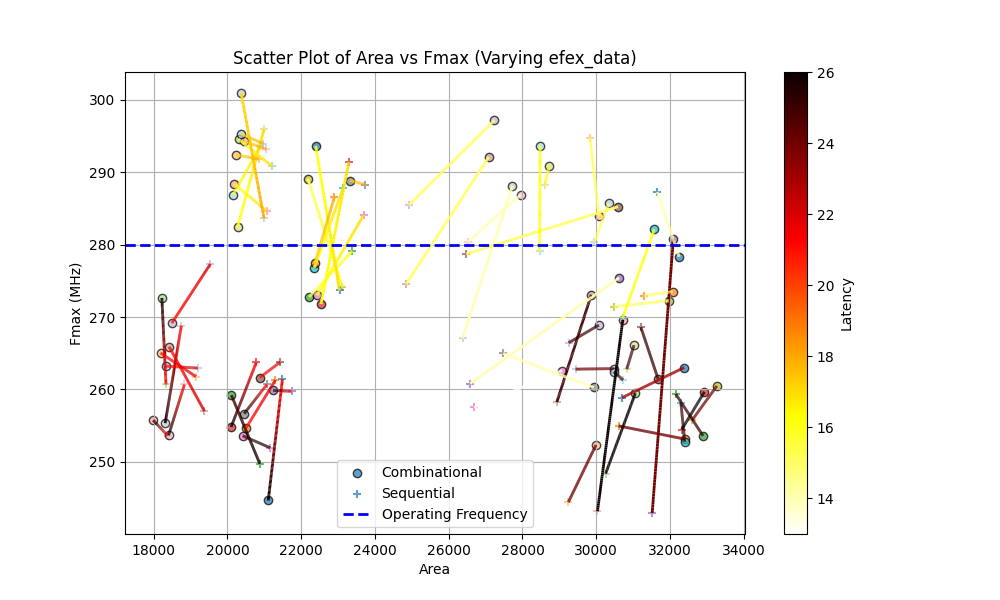 Scatter Plot of Area vs Fmax (Varying efex_data)
300
290
280
270
260
250
Fmax (MHz)
18000 20000 22000 24000 26000 28000 30000 32000 34000
Area
Combinational
Sequential
Operating Frequency
26
24
22
20
18
16
14
Latency